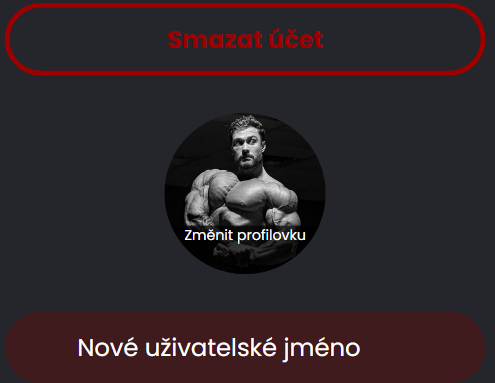 Smazat účet
Změnit profilovku
Nové uživatelské jméno